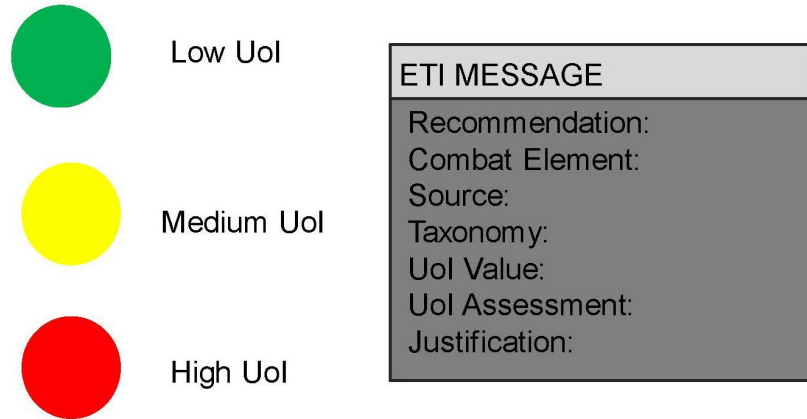 Low UoI
Medium UoI
High UoI
ETI MESSAGE
Recommendation:
Combat Element:
Source:
Taxonomy:
UoI Value:
UoI Assessment:
Justification: